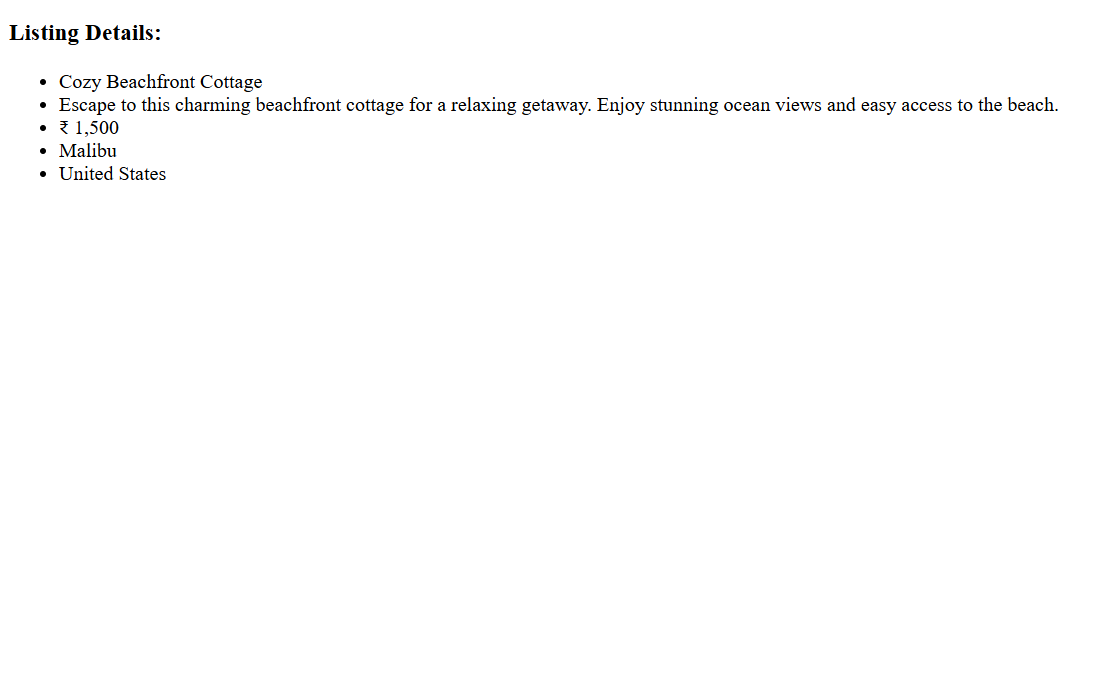 Listing Details:
Cozy Beachfront Cottage
Escape to this charming beachfront cottage for a relaxing getaway. Enjoy stunning ocean views and easy access to the beach.
₹ 1,500
Malibu
United States